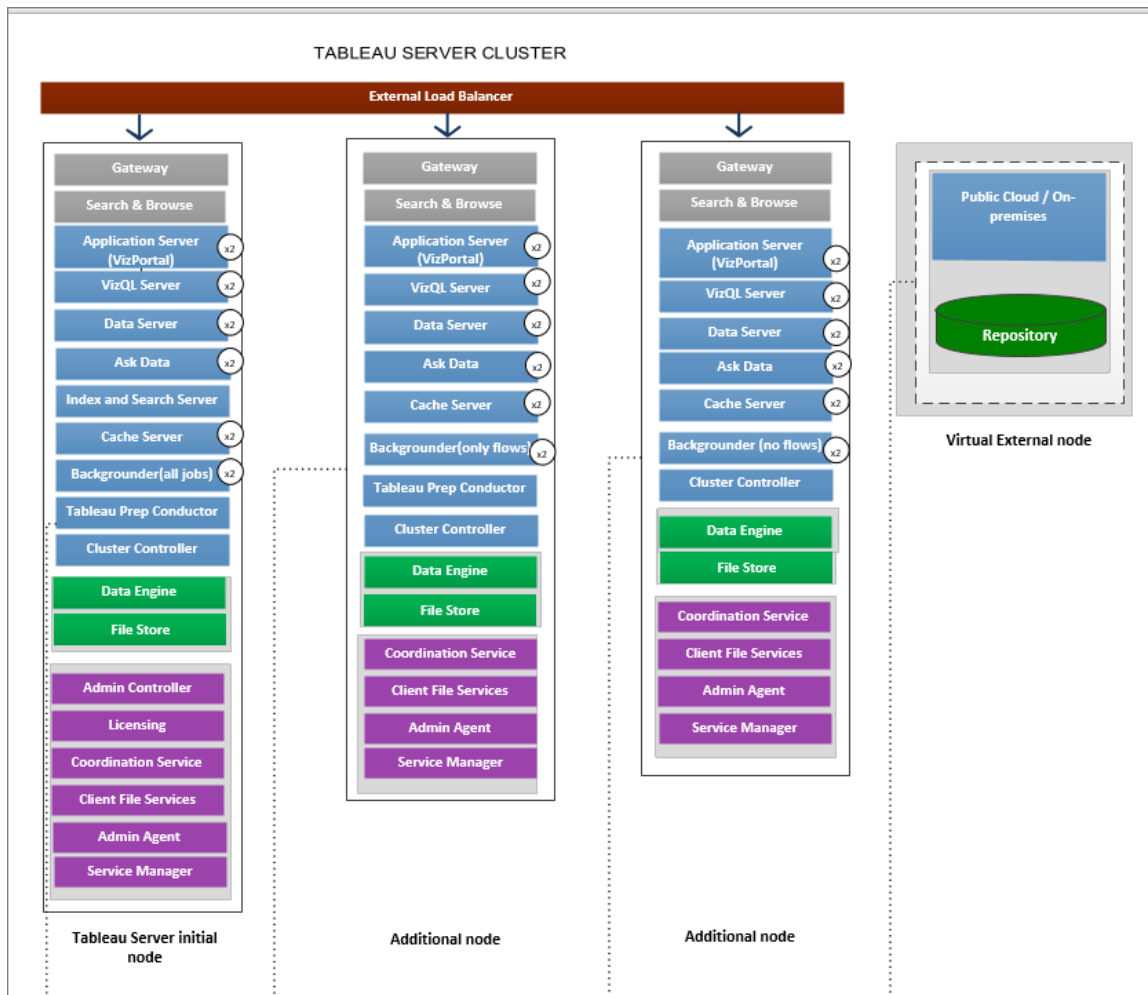 TABLEAU SERVER CLUSTER
External Load Balancer
Gateway
Search & Browse
Application Server
(VizPortal)
x2
VizQL Server
x2
Data Server
x2
Ask Data
x2
Index and Search Server
Cache Server
x2
Backgrounder(all jobs)
x2
Tableau Prep Conductor
Cluster Controller
Data Engine
File Store
Admin Controller
Licensing
Coordination Service
Client File Services
Admin Agent
Service Manager
Tableau Server initial
node
Gateway
Search & Browse
Application Server
(VizPortal)
x2
VizQL Server
x2
Data Server
x2
Ask Data
x2
Cache Server
x2
Backgrounder(only flows)
x2
Tableau Prep Conductor
Cluster Controller
Data Engine
File Store
Coordination Service
Client File Services
Admin Agent
Service Manager
Additional node
Gateway
Search & Browse
Application Server
(VizPortal)
x2
VizQL Server
x2
Data Server
x2
Ask Data
x2
Cache Server
x2
Backgrounder (no flows)
x2
Cluster Controller
Data Engine
File Store
Coordination Service
Client File Services
Admin Agent
Service Manager
Additional node
Public Cloud / On-
premises
Repository
Virtual External node